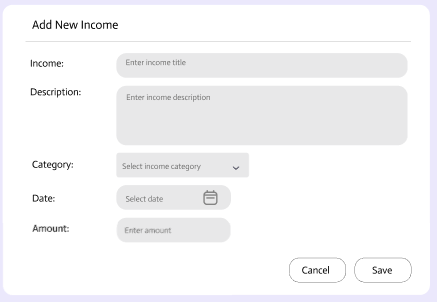 Add New Income
Income:
Enter income title
Description:
Enter income description
Category:
Select income category
Date:
Select date
Amount:
Enter amount
Cancel
Save